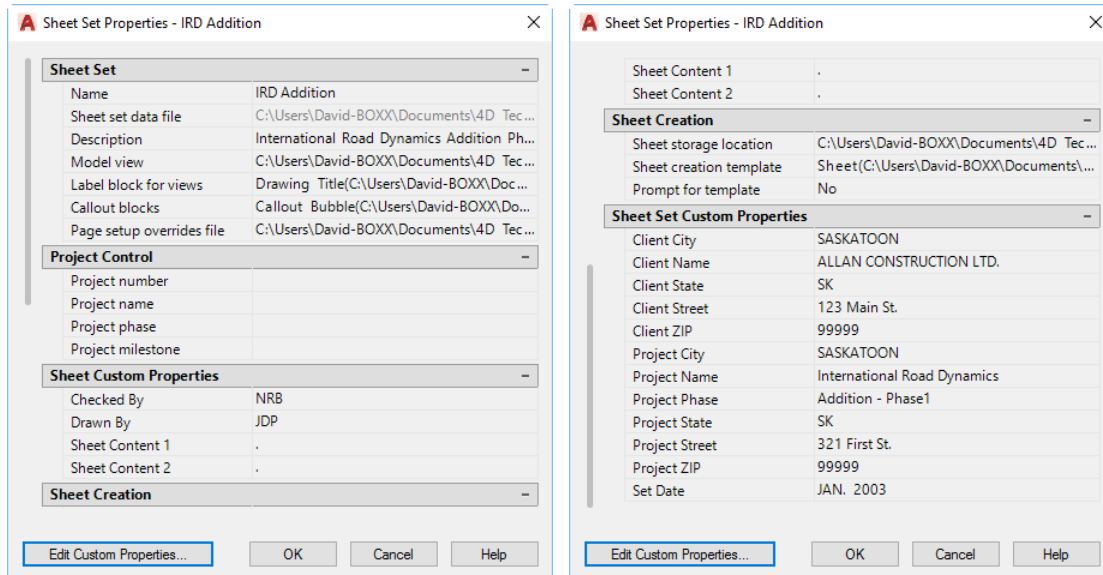 Sheet Set Properties - IRD Addition
Sheet Set
Name IRD Addition
Sheet set data file C:\Users\David-BOXX\Documents\4D Tec...
Description International Road Dynamics Addition Ph...
Model view C:\Users\David-BOXX\Documents\4D Tec...
Label block for views Drawing Title(C:\Users\David-BOXX\Doc...
Callout blocks Callout Bubble(C:\Users\David-BOXX\Do...
Page setup overrides file C:\Users\David-BOXX\Documents\4D Tec...
Project Control
Project number
Project name
Project phase
Project milestone
Sheet Custom Properties
Checked By NRB
Drawn By JDP
Sheet Content 1 .
Sheet Content 2 .
Sheet Creation
Edit Custom Properties... OK Cancel Help
Sheet Set Properties - IRD Addition
Sheet Content 1 .
Sheet Content 2 .
Sheet Creation
Sheet storage location C:\Users\David-BOXX\Documents\4D Tec...
Sheet creation template Sheet(C:\Users\David-BOXX\Documents\...
Prompt for template No
Sheet Set Custom Properties
Client City SASKATOON
Client Name ALLAN CONSTRUCTION LTD.
Client State SK
Client Street 123 Main St.
Client ZIP 99999
Project City SASKATOON
Project Name International Road Dynamics
Project Phase Addition - Phase1
Project State SK
Project Street 321 First St.
Project ZIP 99999
Set Date JAN. 2003
Edit Custom Properties... OK Cancel Help